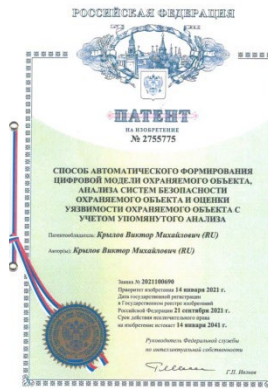 РОССИЙСКАЯ ФЕДЕРАЦИЯ
ПАТЕНТ
НА ИЗОБРЕТЕНИЕ
№ 2755775
СПОСОБ АВТОМАТИЧЕСКОГО ФОРМИРОВАНИЯ
ЦИФРОВОЙ МОДЕЛИ ОХРАНЯЕМОГО ОБЪЕКТА,
АНАЛИЗА СИСТЕМ БЕЗОПАСНОСТИ
ОХРАНЯЕМОГО ОБЪЕКТА И ОЦЕНКИ
УЯЗВИМОСТИ ОХРАНЯЕМОГО ОБЪЕКТА С
УЧЕТОМ УПОМЯНУТОГО АНАЛИЗА
Патентообладатель: Крылов Виктор Михайлович (RU)
Автор(ы): Крылов Виктор Михайлович (RU)
Заявка № 2021100690
Приоритет изобретения 14 января 2021 г.
Дата государственной регистрации
в Государственном реестре изобретений
Российской Федерации 21 сентября 2021 г.
Срок действия исключительного права
на изобретение истекает 14 января 2041 г.
Руководитель Федеральной службы
по интеллектуальной собственности
Г.П. Ивлиев